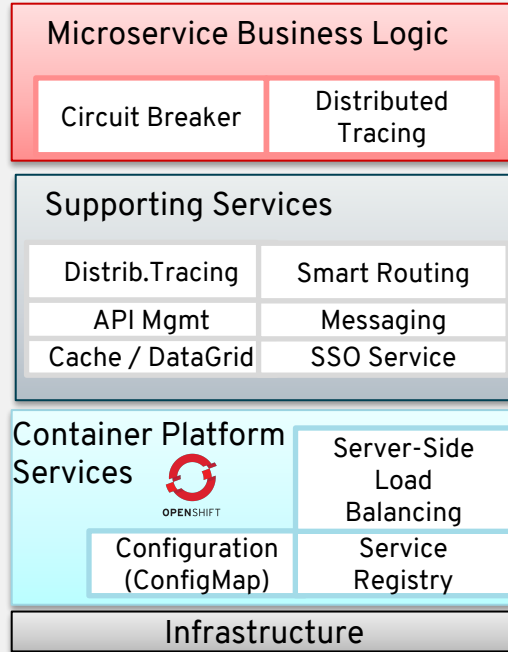 Microservice Business Logic
Circuit Breaker
Distributed
Tracing
Supporting Services
Distrib.Tracing
Smart Routing
API Mgmt
Messaging
Cache / DataGrid
SSO Service
Container Platform
Services
OPENSHIFT
Server-Side
Load
Balancing
Configuration
(ConfigMap)
Service
Registry
Infrastructure